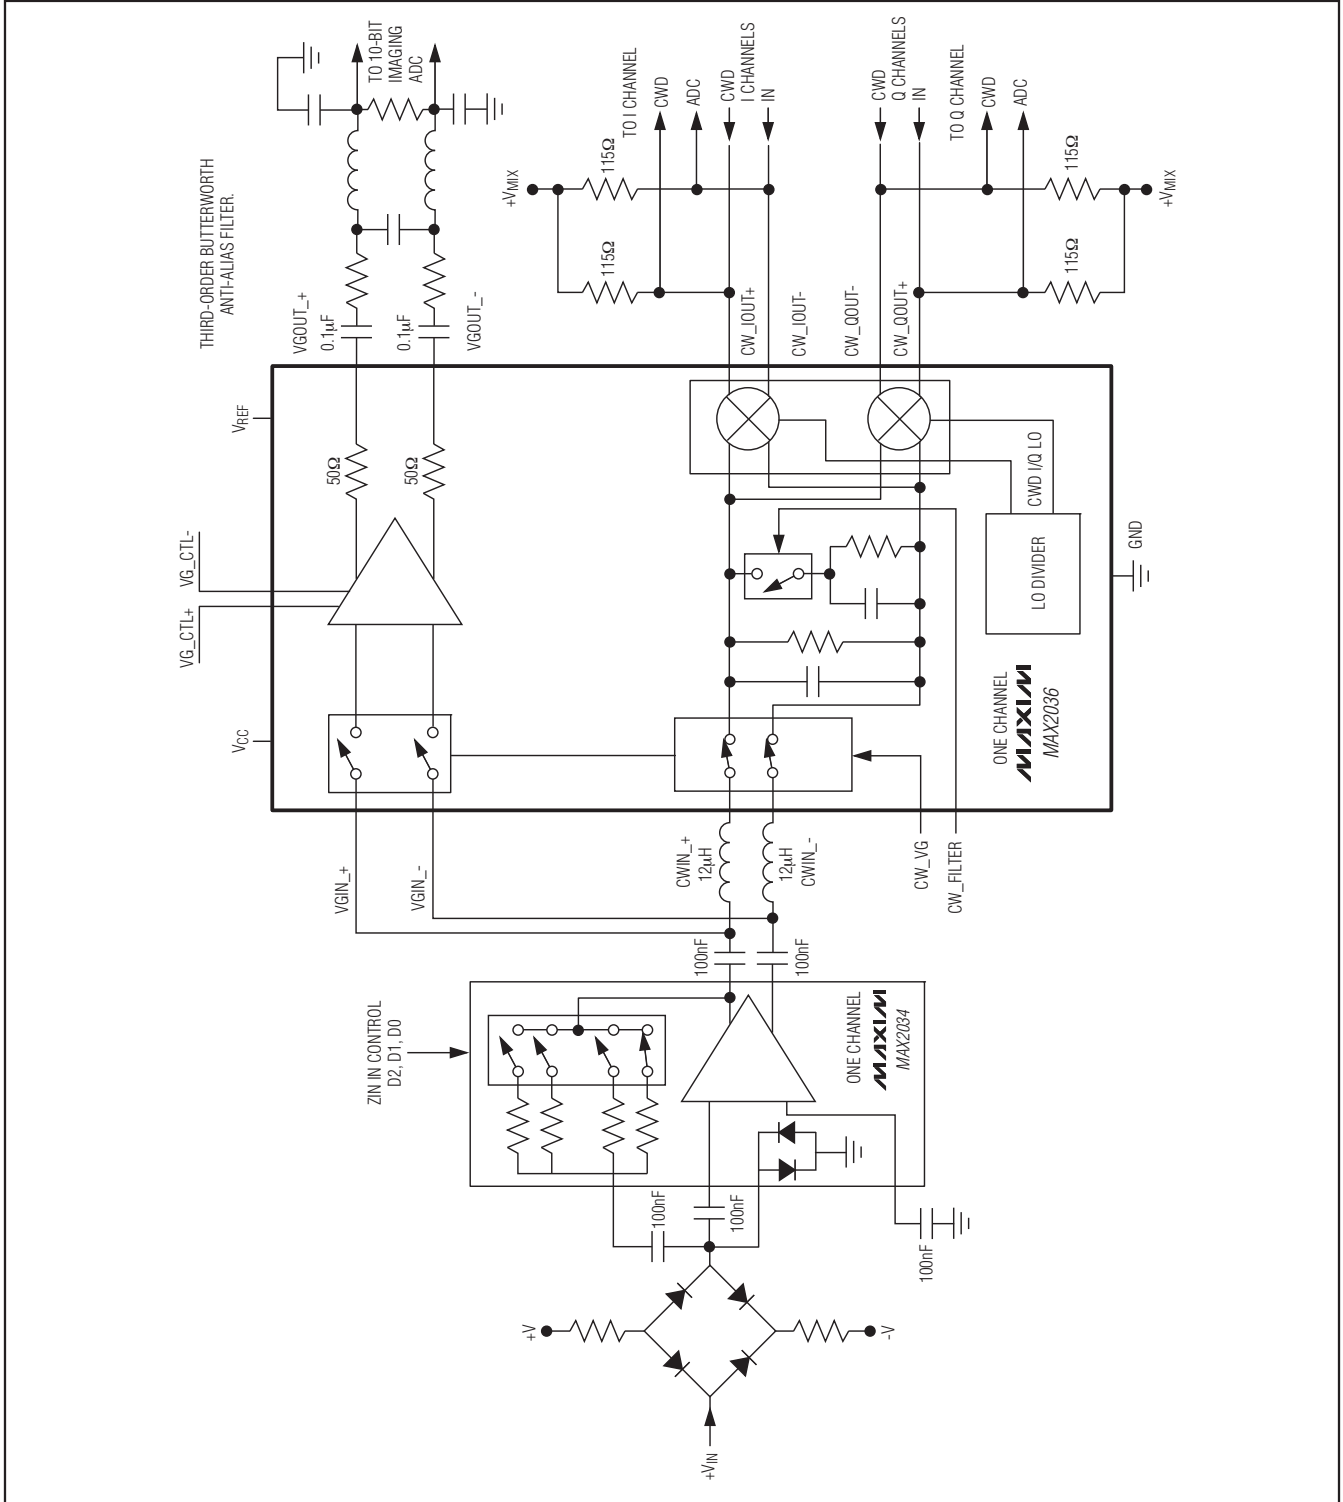 +VIN
+V
-V
100nF
100nF
100nF
ZIN IN CONTROL
D2, D1, D0
ONE CHANNEL
MAXIM
MAX2034
100nF
100nF
VGIN_+
VGIN_-
CWIN_+
12µH
12µH
CWIN_-
CW_VG
CW_FILTER
VCC
VREF
VG_CTL+
VG_CTL-
50Ω
50Ω
ONE CHANNEL
MAXIM
MAX2036
LO DIVIDER
CWD I/Q LO
GND
THIRD-ORDER BUTTERWORTH
ANTI-ALIAS FILTER.
VGOUT_+
0.1µF
0.1µF
VGOUT_-
TO 10-BIT
IMAGING
ADC
+VMIX
115Ω
115Ω
CW_IOUT+
CW_IOUT-
CW_QOUT-
CW_QOUT+
TO I CHANNEL
CWD
ADC
CWD
I CHANNELS
IN
CWD
Q CHANNELS
IN
TO Q CHANNEL
CWD
ADC
115Ω
115Ω
+VMIX